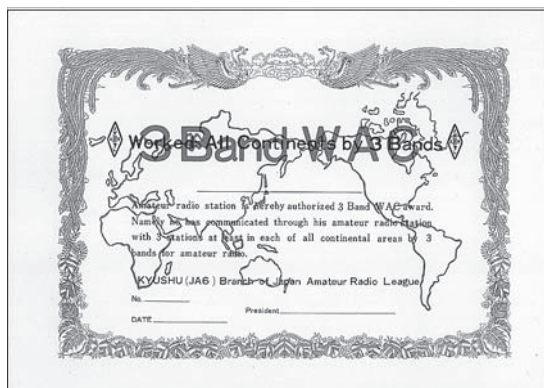 3 Band WAC
Worked All Continents by 3 Bands
Amateur radio station is hereby authorized 3 Band WAC award.
Namely he has communicated through his amateur radio station
with 3 stations at least in each of all continental areas by 3
bands for amateur radio.
KYUSHU (JA6) Branch of Japan Amateur Radio League
No.
President
DATE